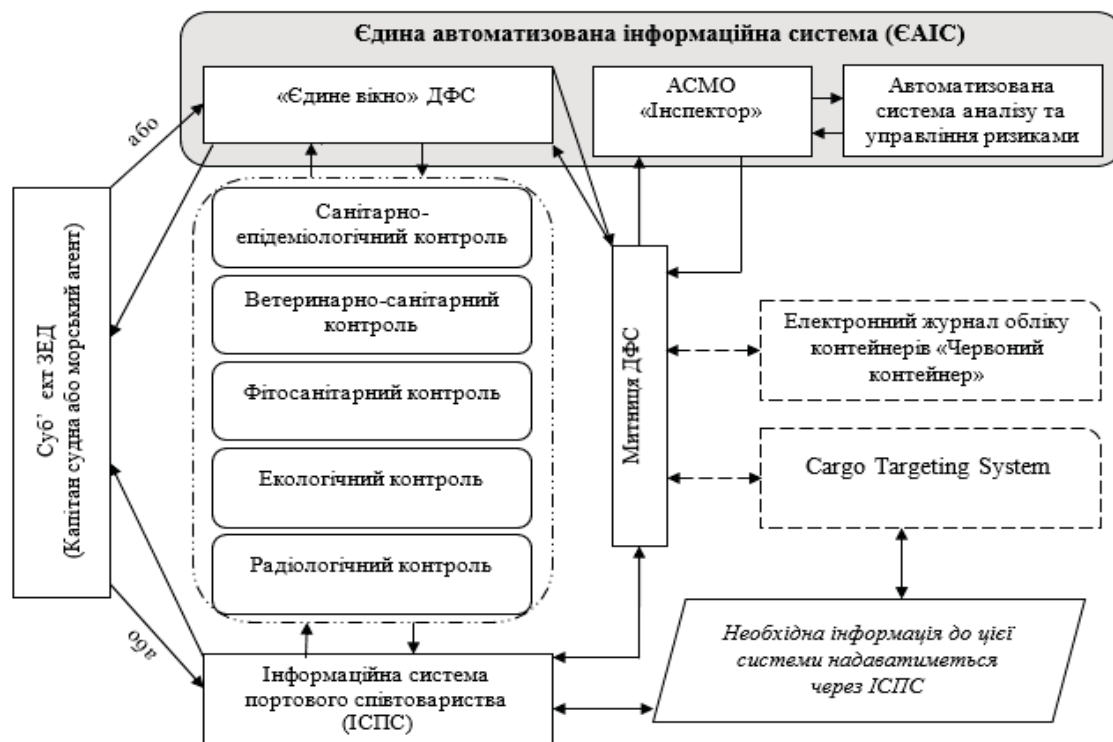 Єдина автоматизована інформаційна система (ЄАІС)
«Єдине вікно» ДФС
АСМО
«Інспектор»
Автоматизована
система аналізу та
управління ризиками
або
Суб’ єкт ЗЕД
(Капітан судна або морський агент)
Санітарно-
епідеміологічний контроль
Ветеринарно-санітарний
контроль
Фітосанітарний контроль
Екологічний контроль
Радіологічний контроль
Митниця ДФС
Електронний журнал обліку
контейнерів «Червоний
контейнер»
Cargo Targeting System
або
Інформаційна система
портового співтовариства
(ІСПС)
Необхідна інформація до цієї
системи надаватиметься
через ІСПС